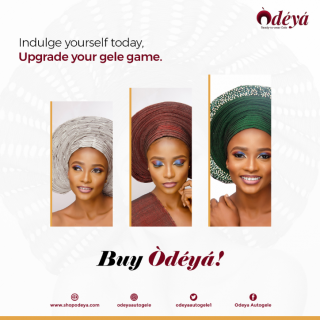 Òdéyá
Indulge yourself today,
Upgrade your gele game.
Buy Òdéyá!
www.shopodeya.com
odeyaautogele
odeyaautogele1
Odeya Autogele